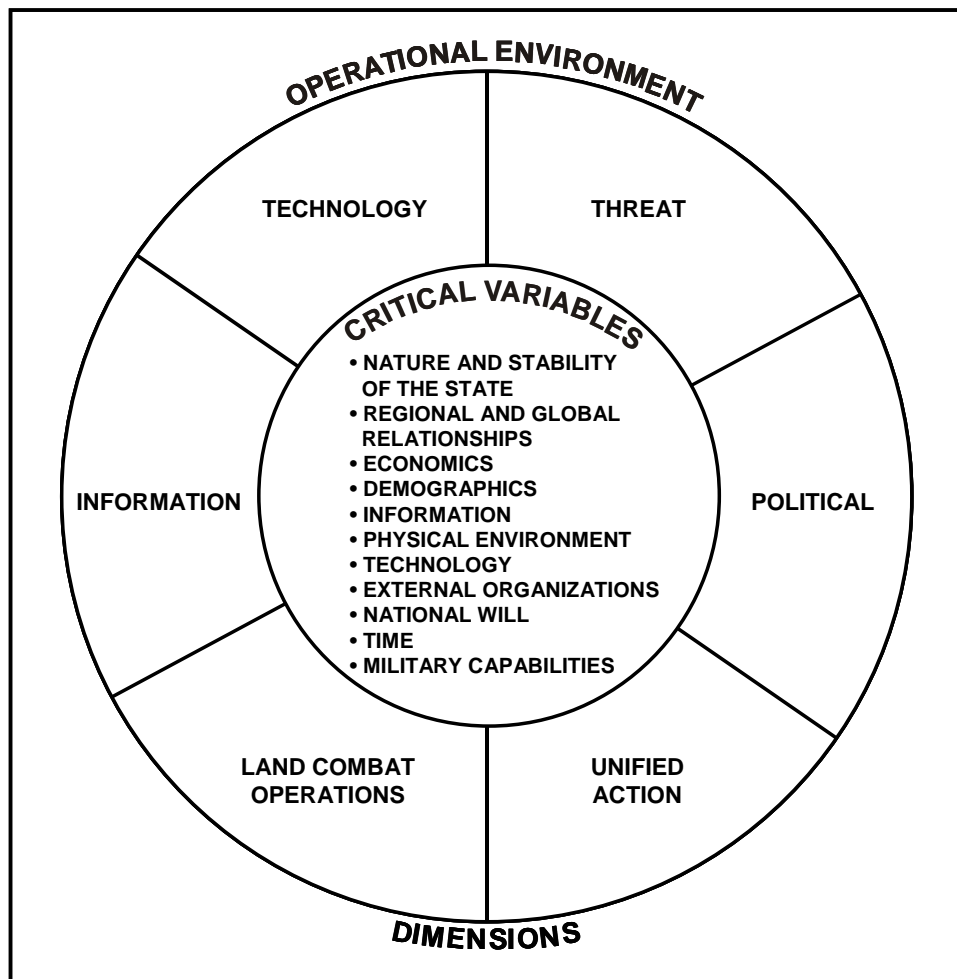 OPERATIONAL ENVIRONMENT
TECHNOLOGY
THREAT
CRITICAL VARIABLES
• NATURE AND STABILITY
OF THE STATE
• REGIONAL AND GLOBAL
RELATIONSHIPS
• ECONOMICS
• DEMOGRAPHICS
• INFORMATION
• PHYSICAL ENVIRONMENT
• TECHNOLOGY
• EXTERNAL ORGANIZATIONS
• NATIONAL WILL
• TIME
• MILITARY CAPABILITIES
INFORMATION
POLITICAL
LAND COMBAT
OPERATIONS
UNIFIED
ACTION
DIMENSIONS